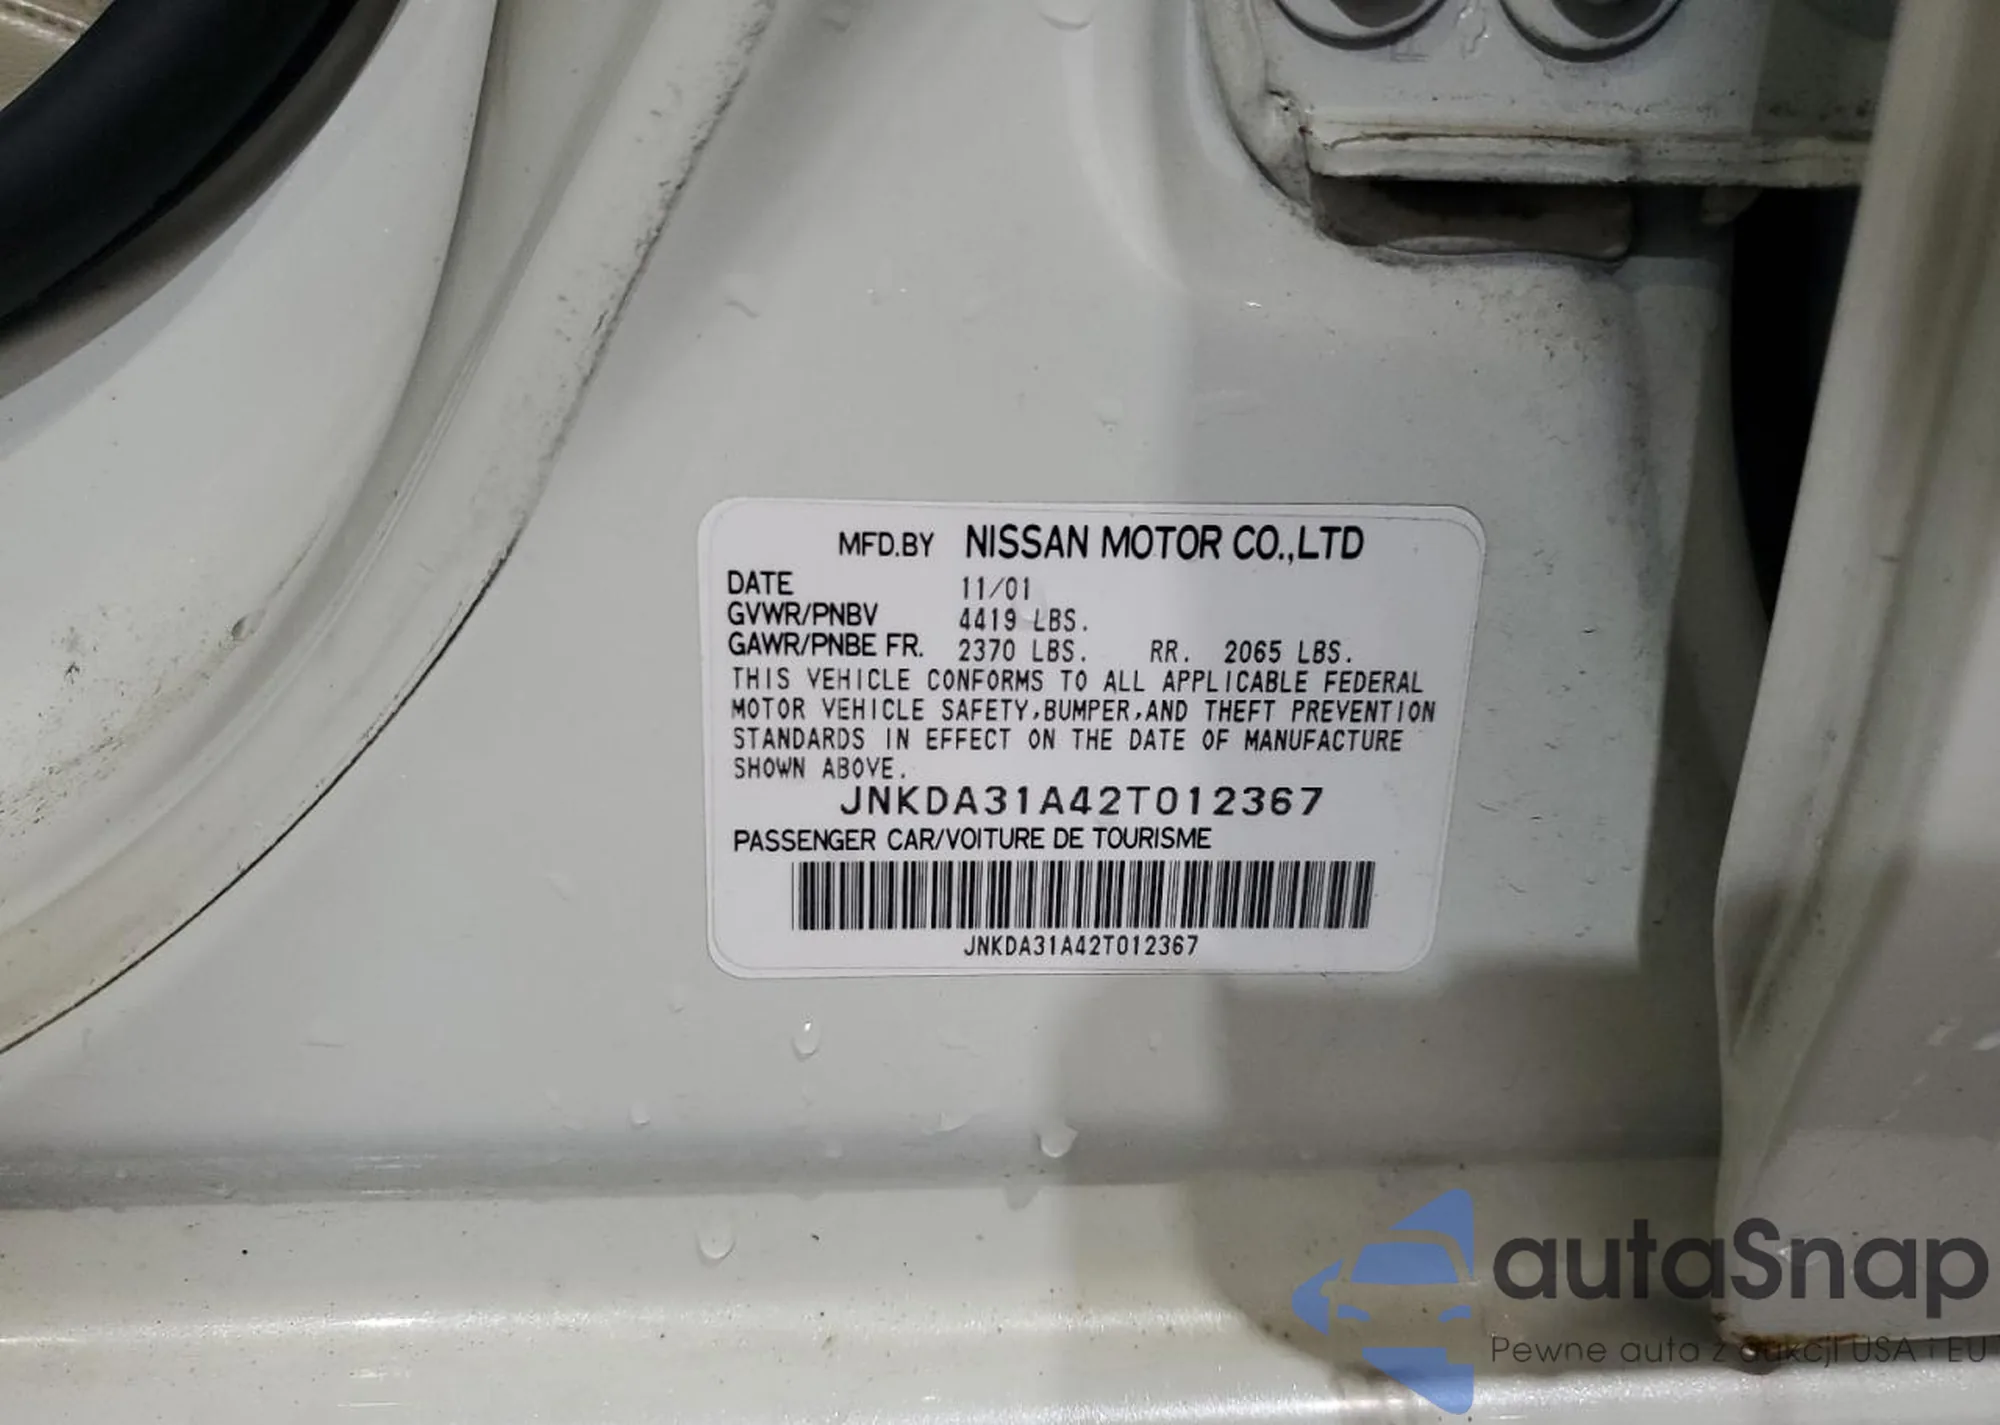 MFD.BY NISSAN MOTOR CO.,LTD
DATE 11/01
GVWR/PNBV 4419 LBS.
GAWR/PNBE FR. 2370 LBS. RR. 2065 LBS.
THIS VEHICLE CONFORMS TO ALL APPLICABLE FEDERAL
MOTOR VEHICLE SAFETY,BUMPER,AND THEFT PREVENTION
STANDARDS IN EFFECT ON THE DATE OF MANUFACTURE
SHOWN ABOVE.
JNKDA31A42T012367
PASSENGER CAR/VOITURE DE TOURISME
JNKDA31A42T012367
autaSnap
Pewne auta z aukcji USA i EU